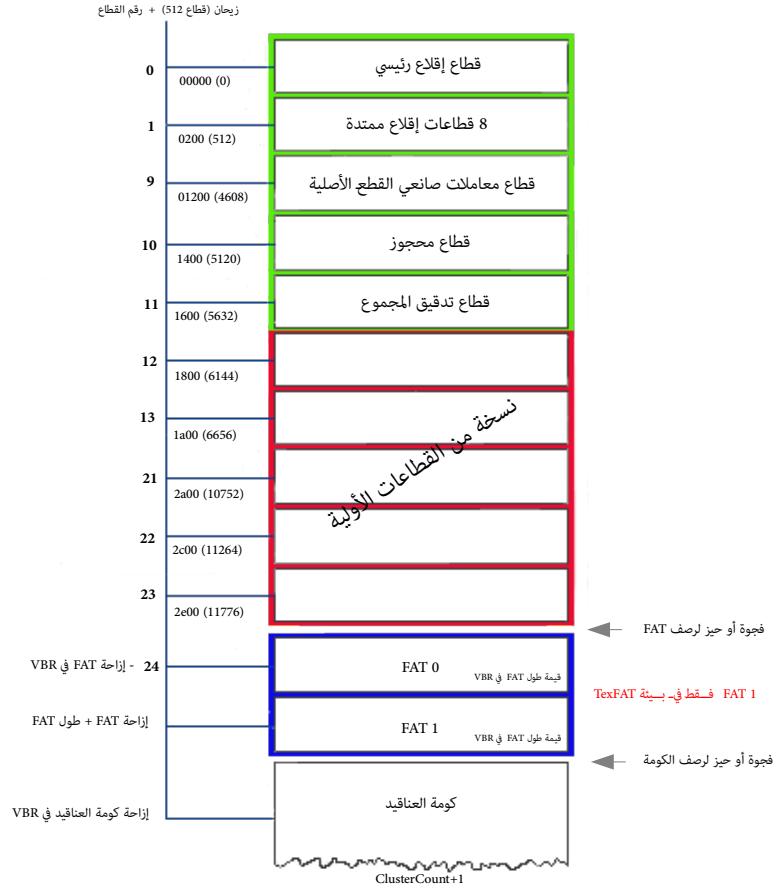 زيحان (قطاع 512) + رقم القطاع
0
00000 (0)
قطاع إقلاع رئيسي
1
0200 (512)
8 قطاعات إقلاع ممتدة
9
01200 (4608)
قطاع معاملات صانعي القطع الأصلية
10
1400 (5120)
قطاع محجوز
11
1600 (5632)
قطاع تدقيق المجموع
12
1800 (6144)
13
1a00 (6656)
21
2a00 (10752)
22
2c00 (11264)
23
2e00 (11776)
نسخة من القطاعات الأولية
فجوة أو حيز لرصف FAT
24 - إزاحة FAT في VBR
FAT 0
قيمة طول FAT في VBR
FAT 1 فــقط فيـ بــيئة TexFAT
إزاحة FAT + طول FAT
FAT 1
قيمة طول FAT في VBR
فجوة أو حيز لرصف الكومة
كومة العناقيد
إزاحة كومة العناقيد في VBR
ClusterCount+1